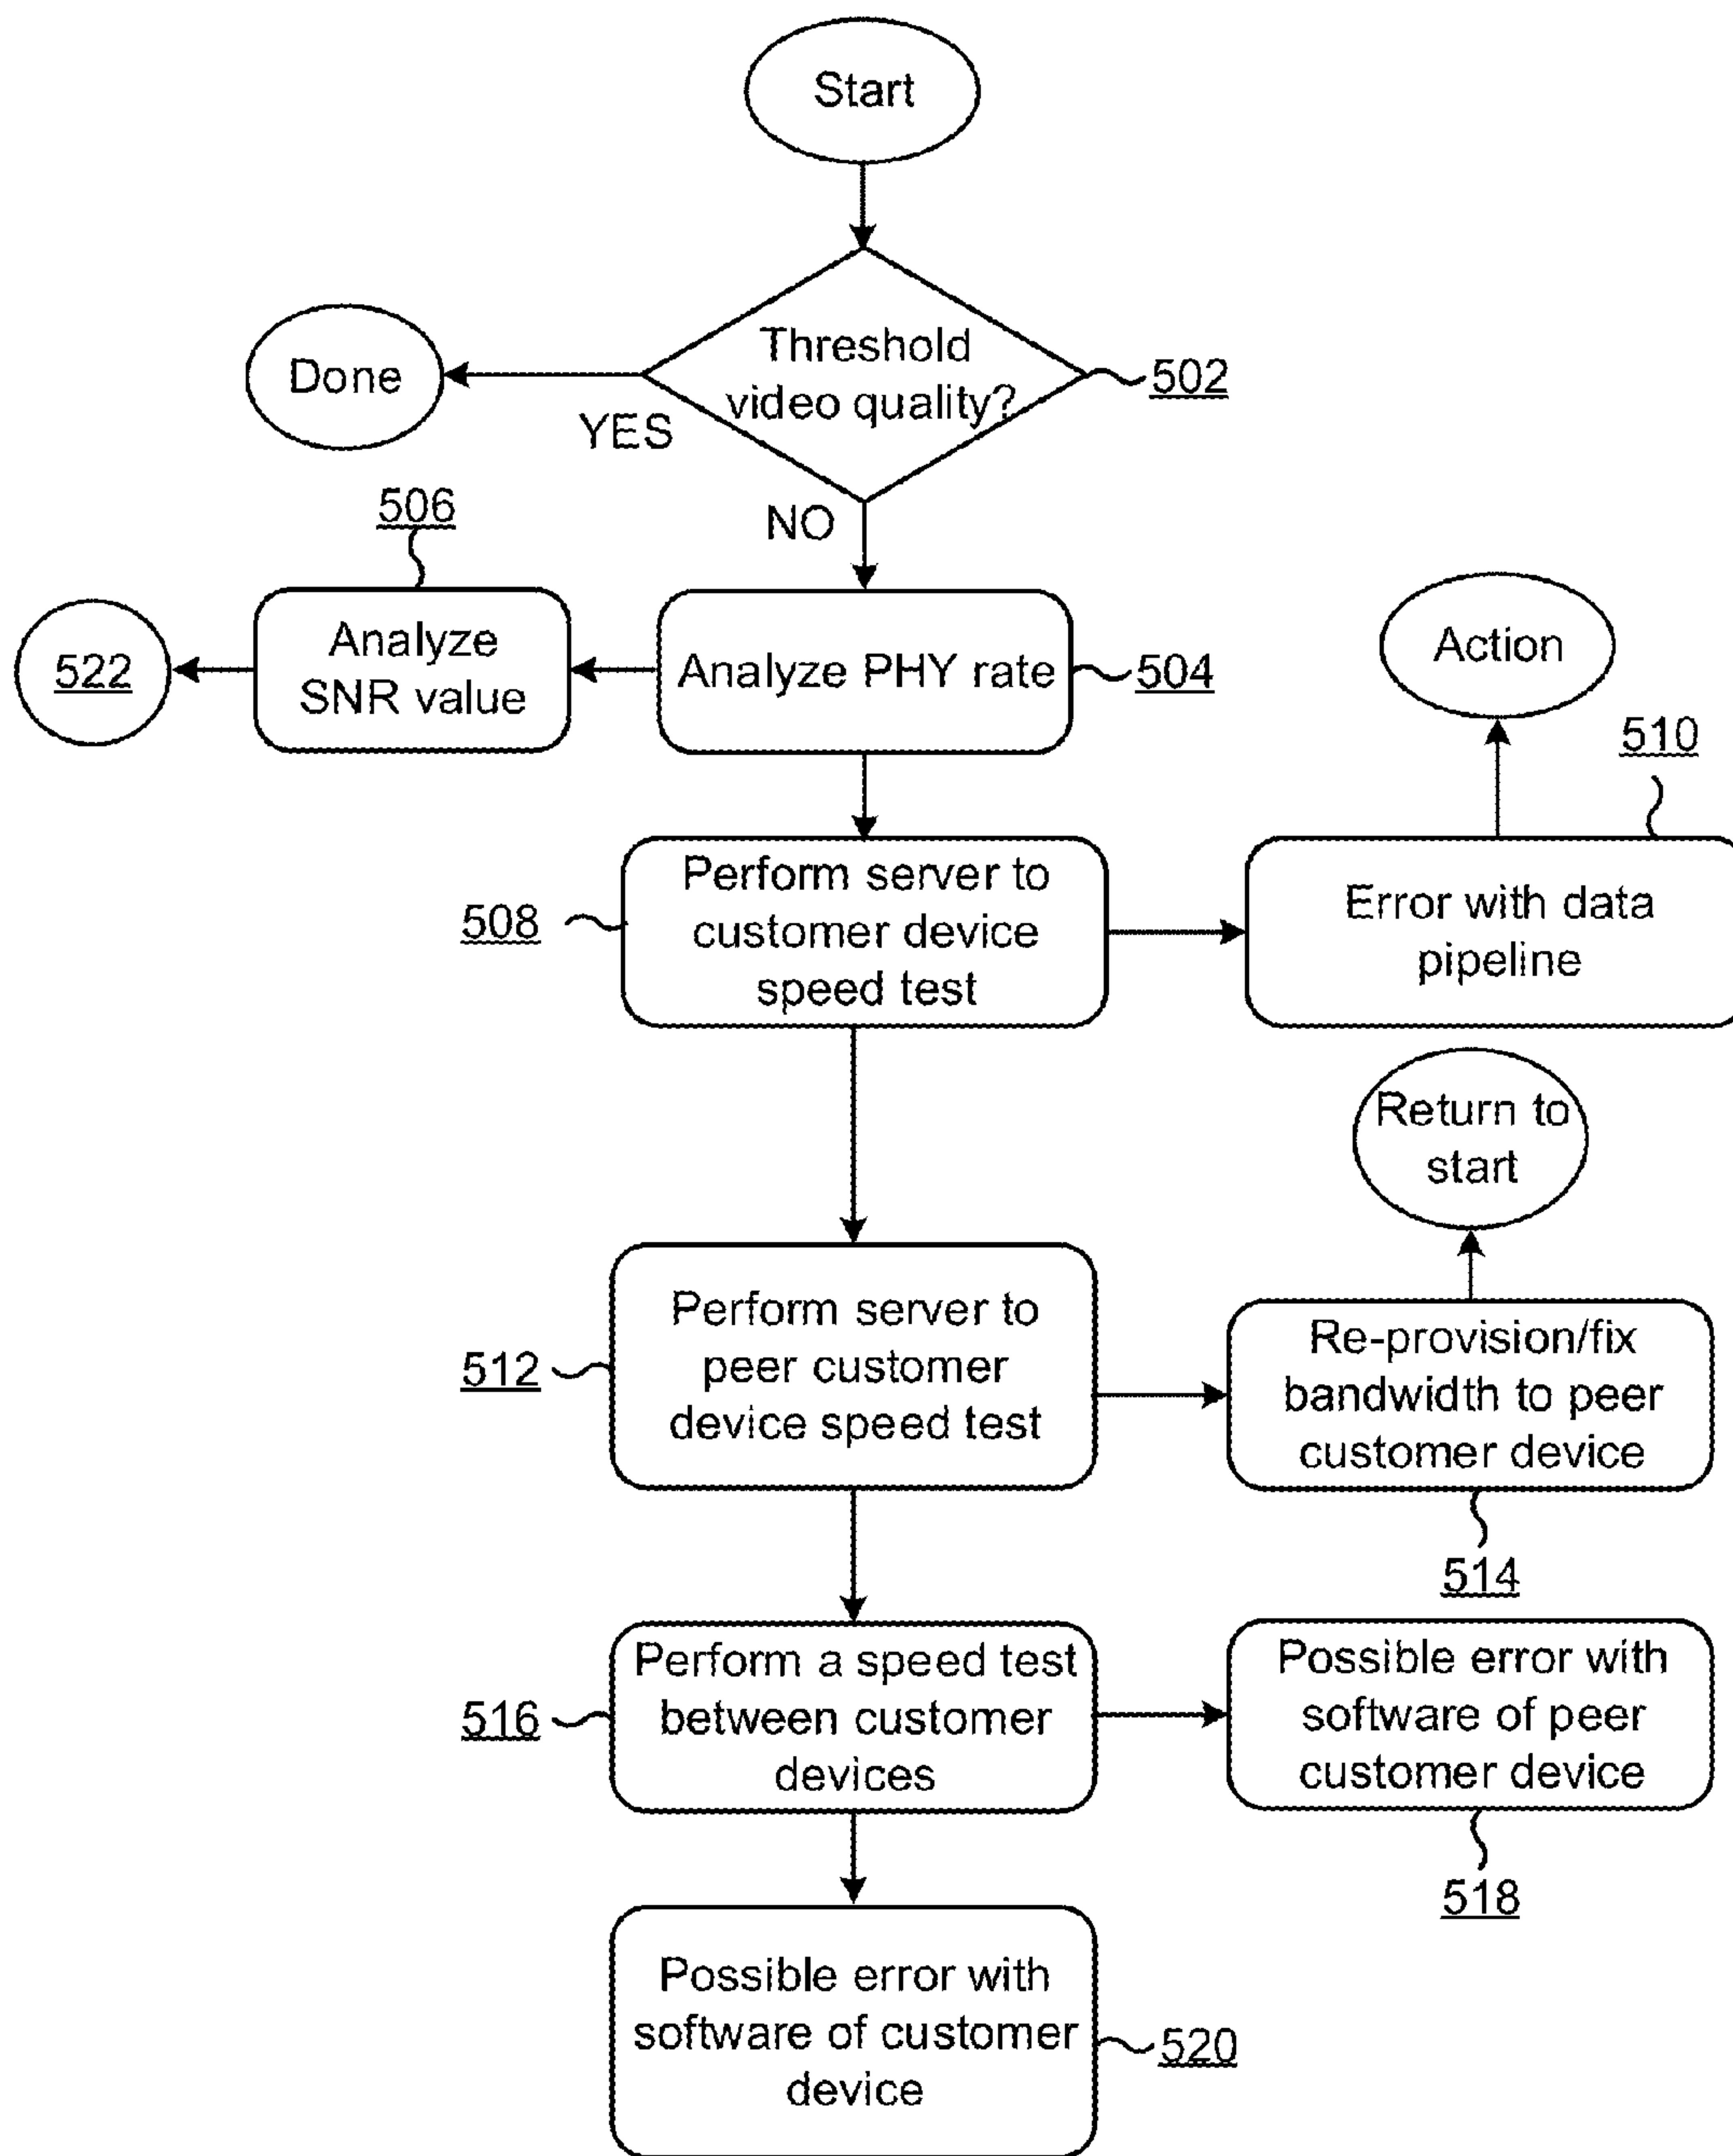 Start
Threshold
video quality?
502
Done
YES
NO
506
522
Analyze
SNR value
Analyze PHY rate
504
Action
510
508
Perform server to
customer device
speed test
Error with data
pipeline
Return to
start
512
Perform server to
peer customer
device speed test
Re-provision/fix
bandwidth to peer
customer device
514
516
Perform a speed test
between customer
devices
Possible error with
software of peer
customer device
518
Possible error with
software of customer
device
520